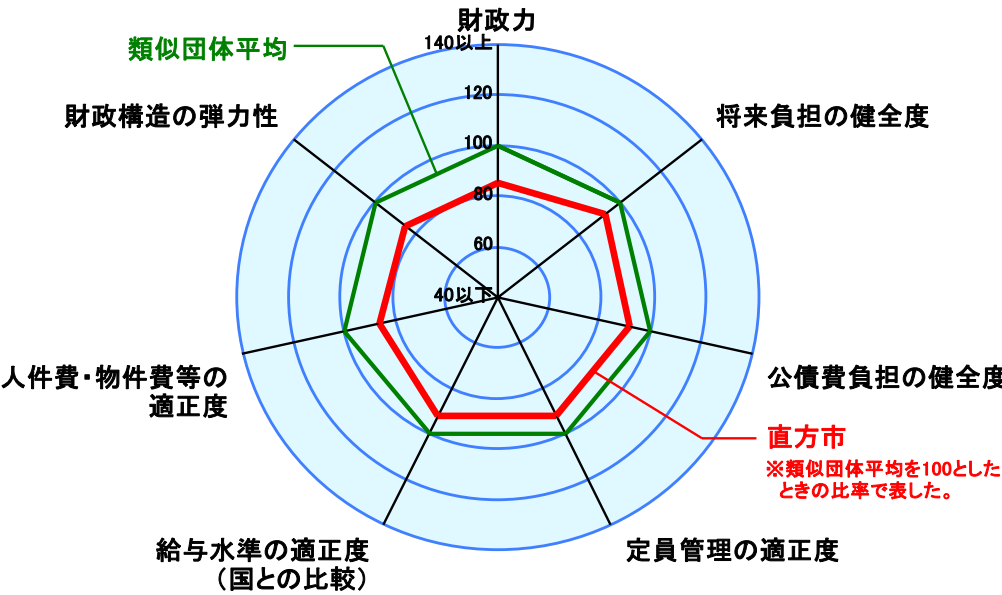 財政力
類似団体平均
140以上
120
100
80
60
40以下
財政構造の弾力性
将来負担の健全度
人件費・物件費等の
適正度
公債費負担の健全度
直方市
※類似団体平均を100とした
ときの比率で表した。
給与水準の適正度
（国との比較）
定員管理の適正度